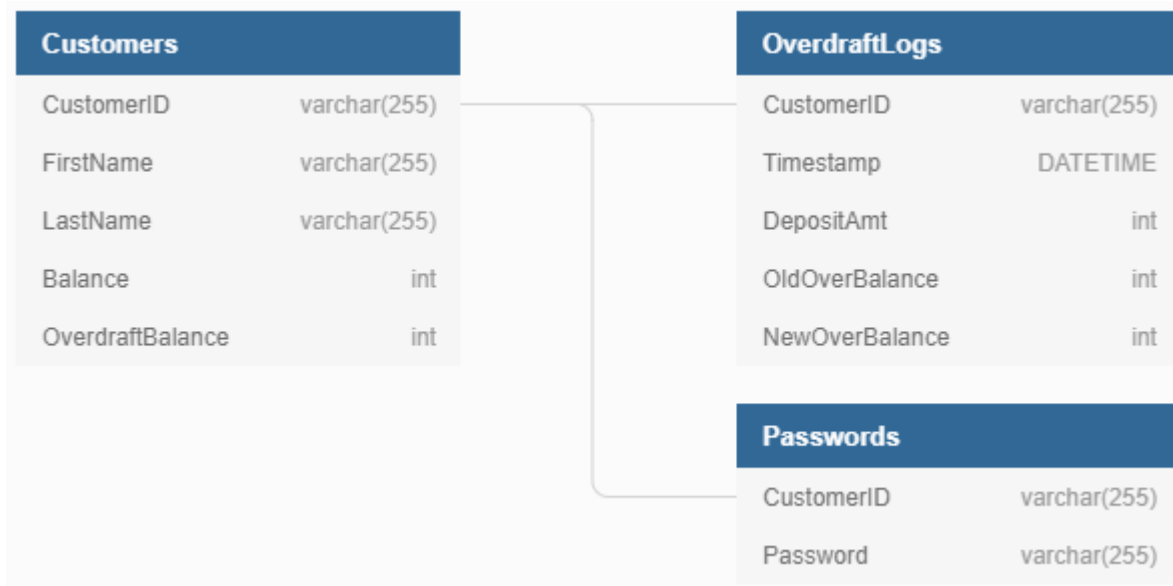 Customers
CustomerID varchar(255)
FirstName varchar(255)
LastName varchar(255)
Balance int
OverdraftBalance int
OverdraftLogs
CustomerID varchar(255)
Timestamp DATETIME
DepositAmt int
OldOverBalance int
NewOverBalance int
Passwords
CustomerID varchar(255)
Password varchar(255)